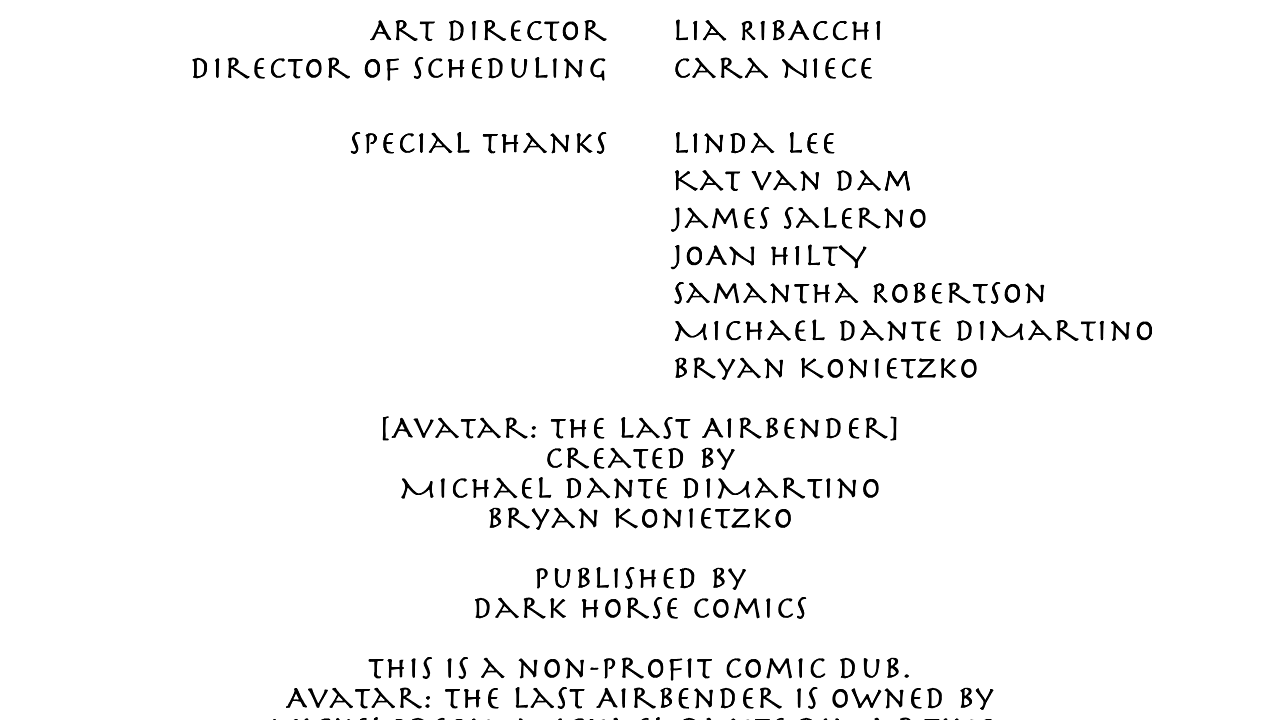 ART DIRECTOR LIA RIBACCHI
DIRECTOR OF SCHEDULING CARA NIECE
SPECIAL THANKS LINDA LEE
KAT VAN DAM
JAMES SALERNO
JOAN HILTY
SAMANTHA ROBERTSON
MICHAEL DANTE DIMARTINO
BRYAN KONIETZKO
[AVATAR: THE LAST AIRBENDER]
CREATED BY
MICHAEL DANTE DIMARTINO
BRYAN KONIETZKO
PUBLISHED BY
DARK HORSE COMICS
THIS IS A NON-PROFIT COMIC DUB.
AVATAR: THE LAST AIRBENDER IS OWNED BY